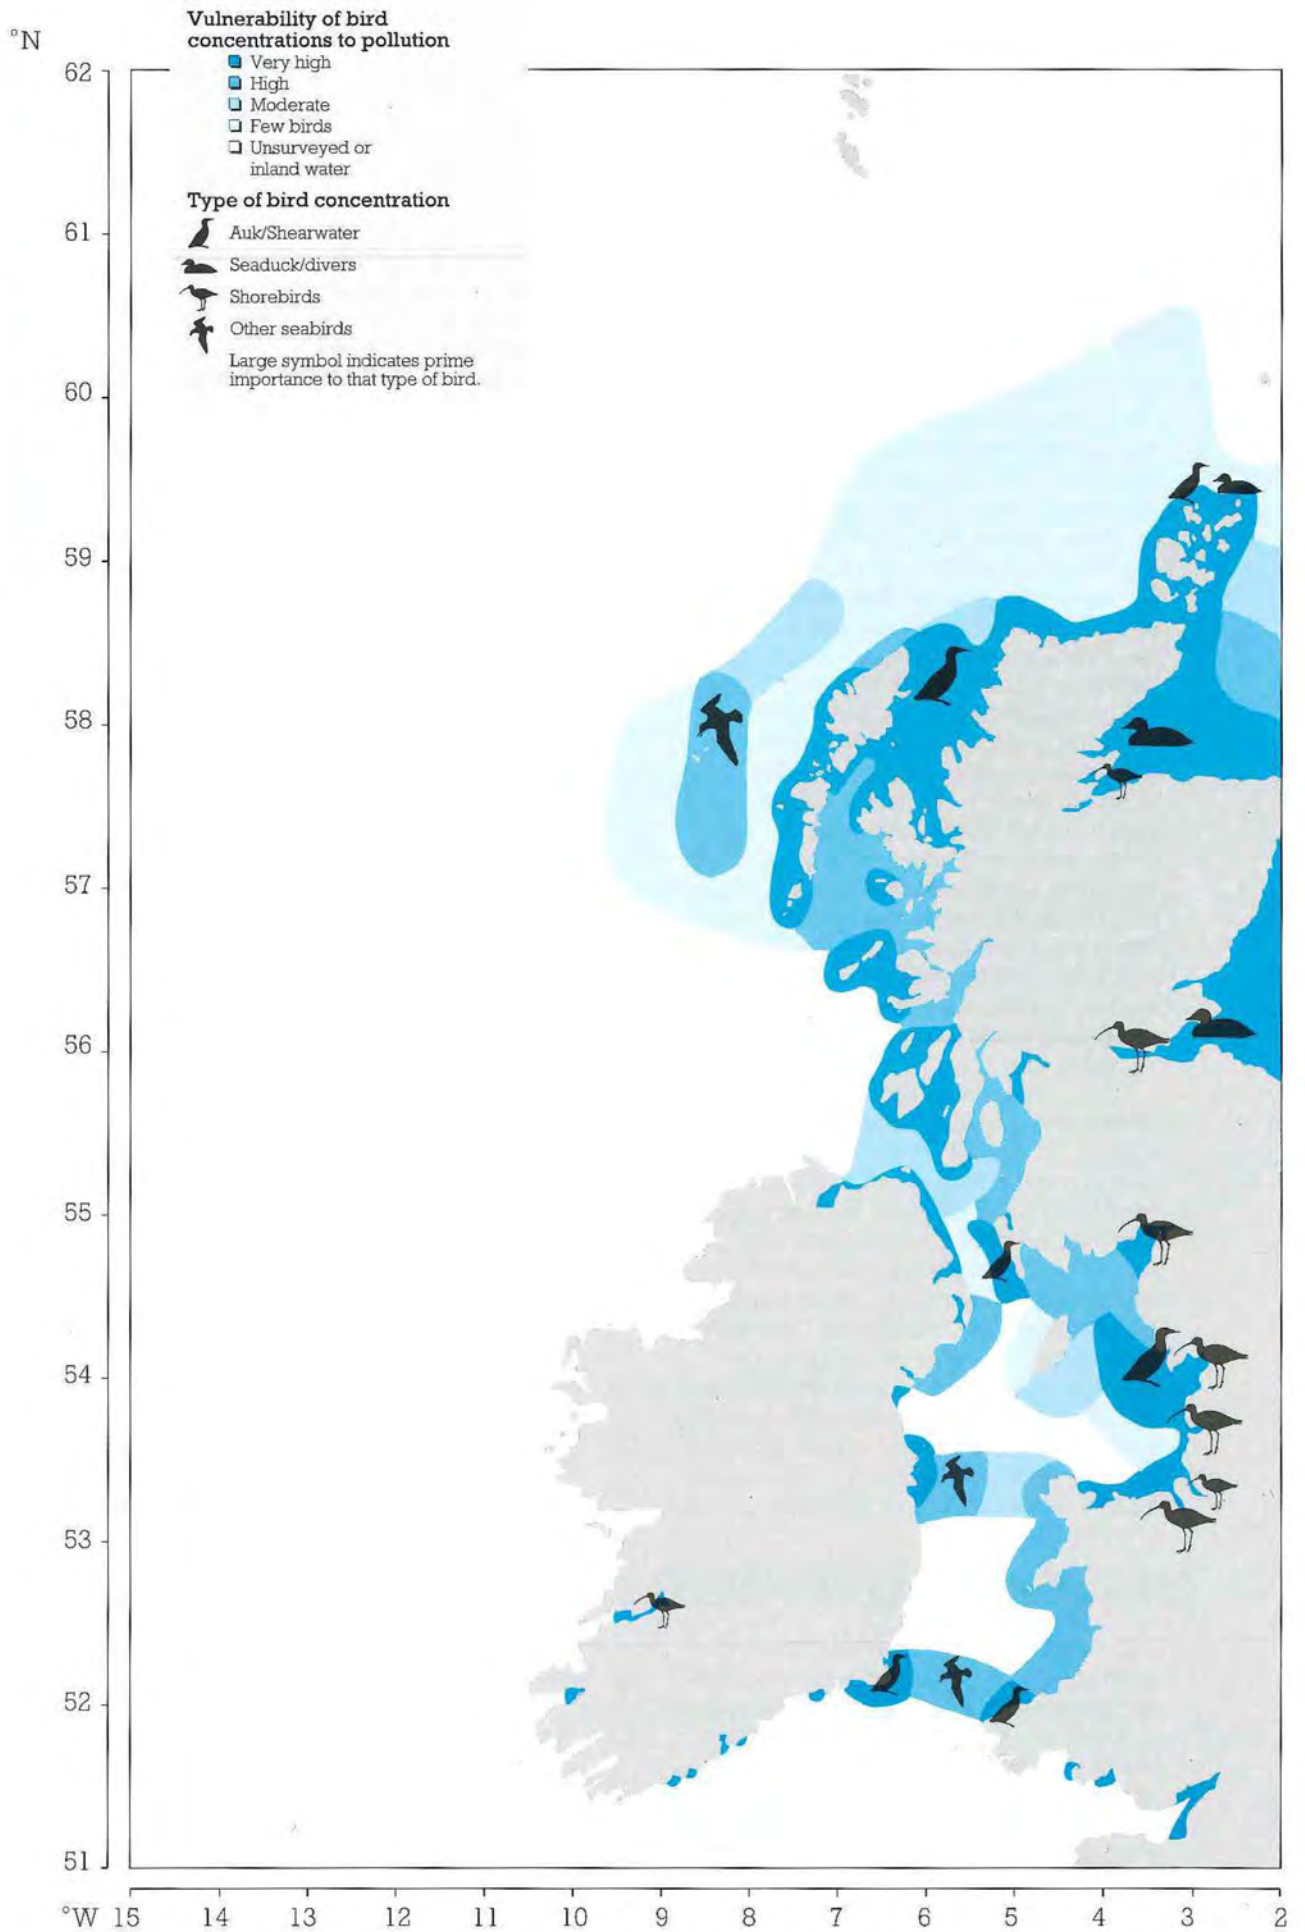 °N
Vulnerability of bird
concentrations to pollution
Very high
High
Moderate
Few birds
Unsurveyed or
inland water
Type of bird concentration
Auk/Shearwater
Seaduck/divers
Shorebirds
Other seabirds
Large symbol indicates prime
importance to that type of bird.
62
61
60
59
58
57
56
55
54
53
52
51
°W 15 14 13 12 11 10 9 8 7 6 5 4 3 2